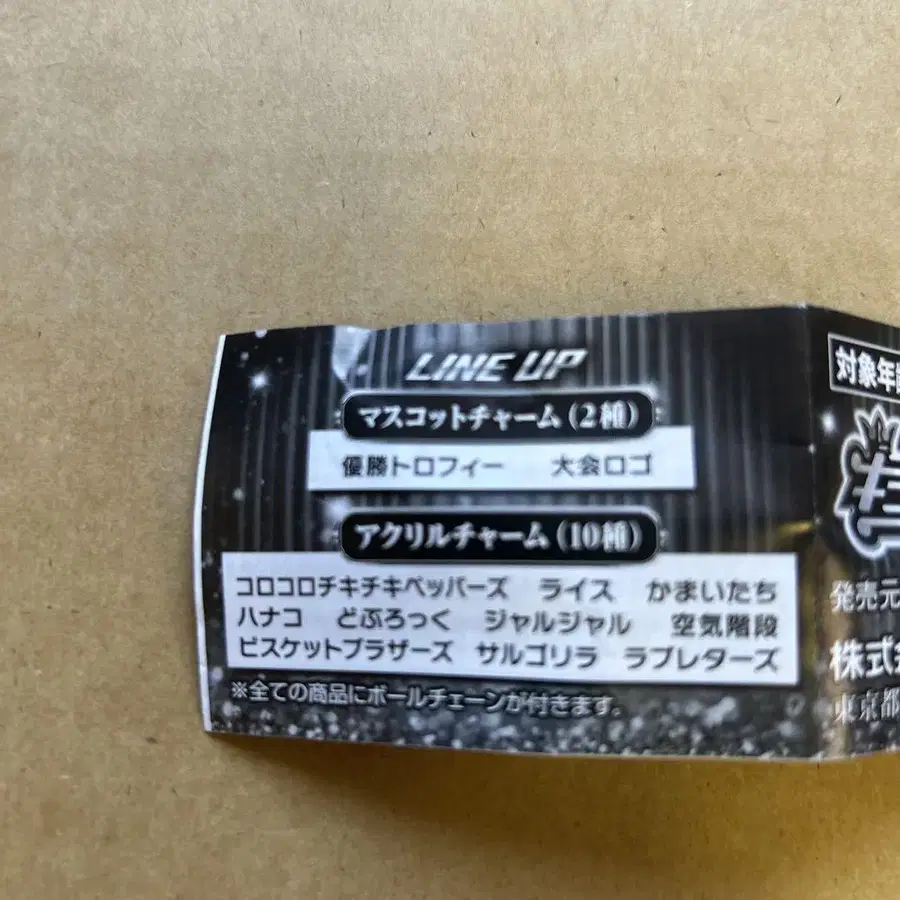 LINE UP
マスコットチャーム(2種)
優勝トロフィー 大会ロゴ
アクリルチャーム(10種)
コロコロチキチキペッパーズ ライス かまいたち
ハナコ どぶろっく ジャルジャル 空気階段
ビスケットブラザーズ サルゴリラ ラブレターズ
※全ての商品にボールチェーンが付きます。
対象年齢
発売元
株式会
東京都